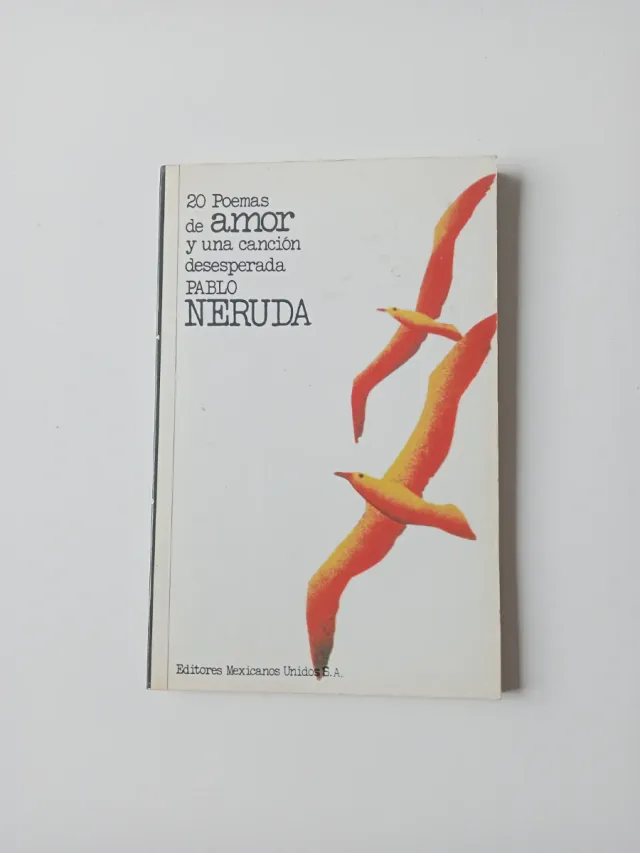 20 Poemas
de amor
y una canción
desesperada
PABLO
NERUDA
Editores Mexicanos Unidos S.A.